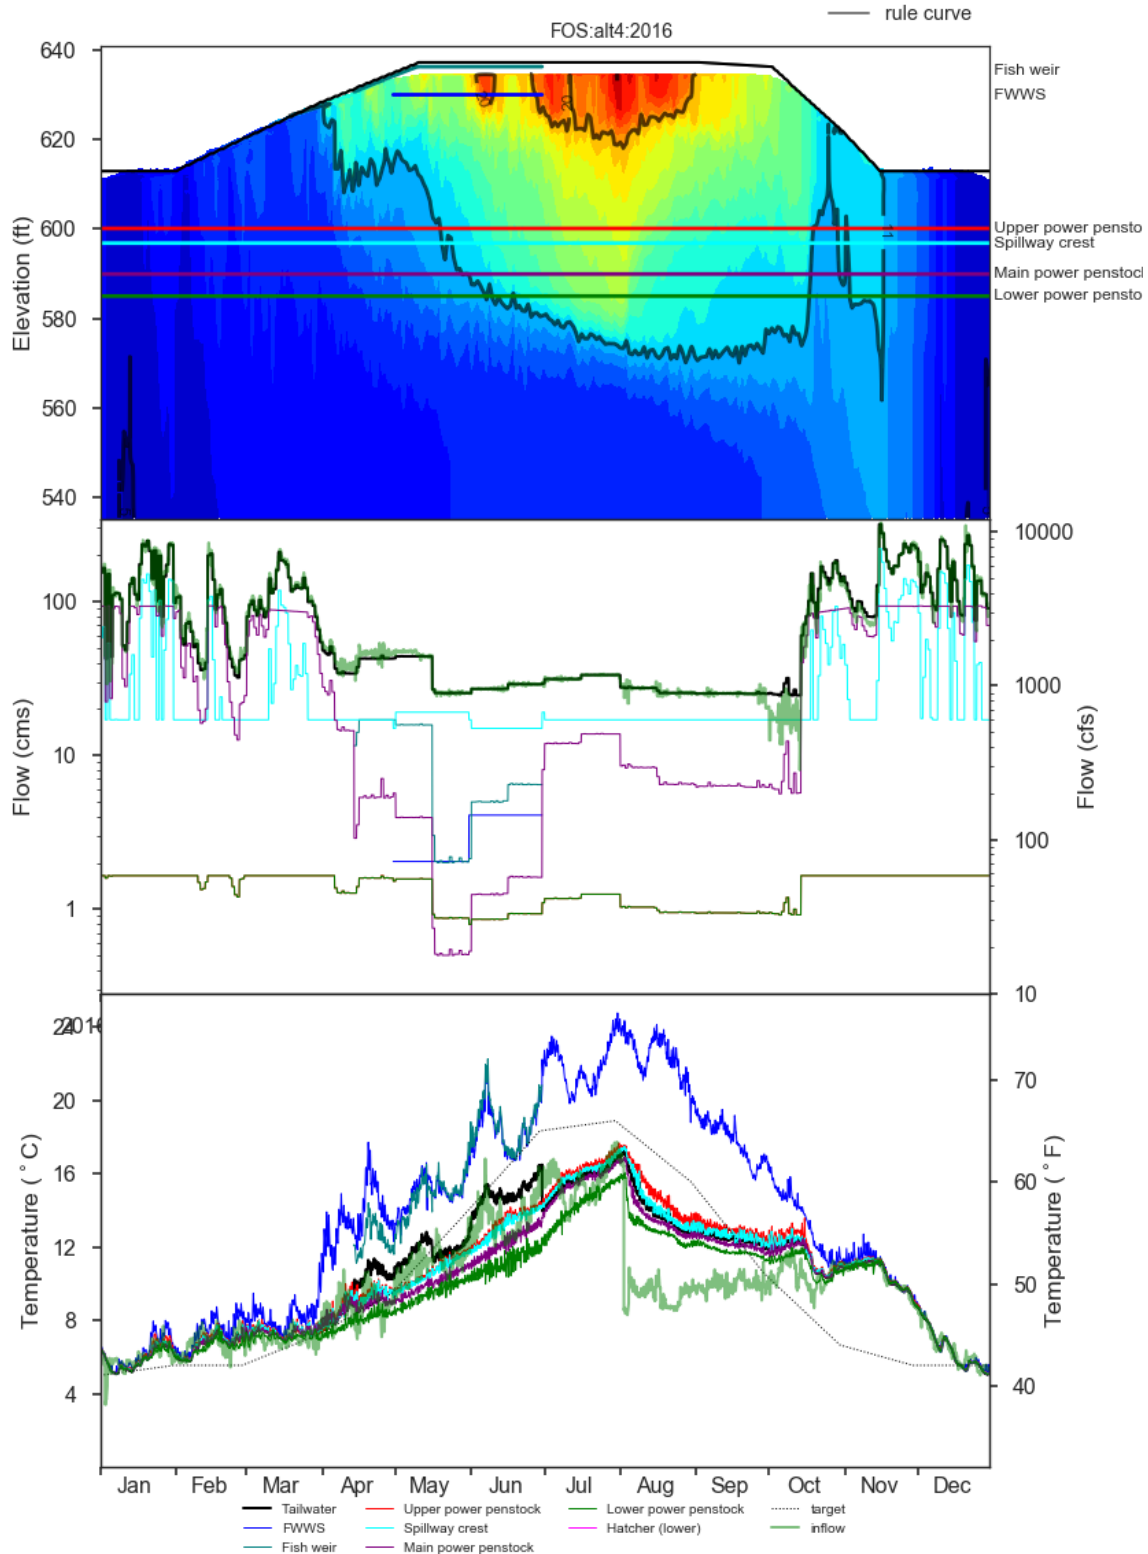 rule curve
FOS:alt4:2016
640
620
600
580
560
540
Elevation (ft)
Fish weir
FWWS
Upper power pensto
Spillway crest
Main power penstock
Lower power pensto
20
11
100
10
1
Flow (cms)
10000
1000
100
10
Flow (cfs)
24
20
16
12
8
4
Temperature ( ° C)
70
60
50
40
Temperature ( ° F)
Jan Feb Mar Apr May Jun Jul Aug Sep Oct Nov Dec
Tailwater Upper power penstock Lower power penstock target
FWWS Spillway crest Hatcher (lower) inflow
Fish weir Main power penstock